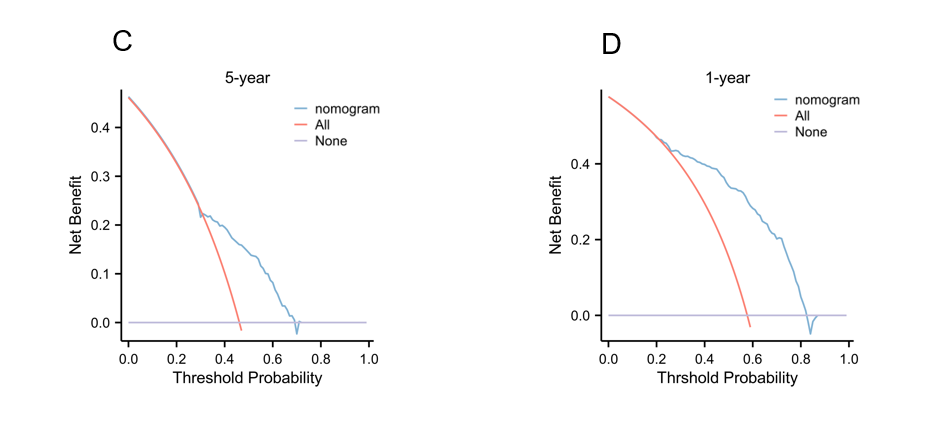 C
5-year
nomogram
All
None
Net Benefit
0.4
0.3
0.2
0.1
0.0
0.0 0.2 0.4 0.6 0.8 1.0
Threshold Probability
D
1-year
nomogram
All
None
Net Benefit
0.4
0.2
0.0
0.0 0.2 0.4 0.6 0.8 1.0
Thrshold Probability